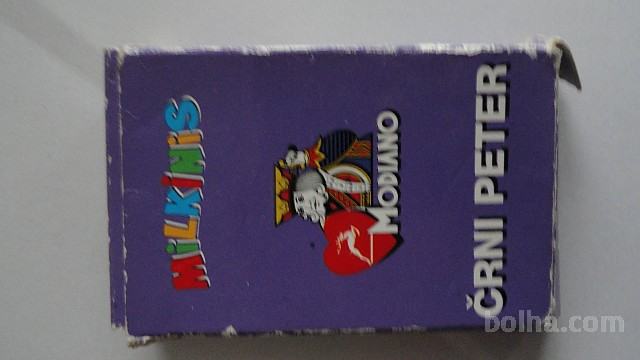 MiLKiNiS
MODIANO
ČRNI PETER
bolha.com